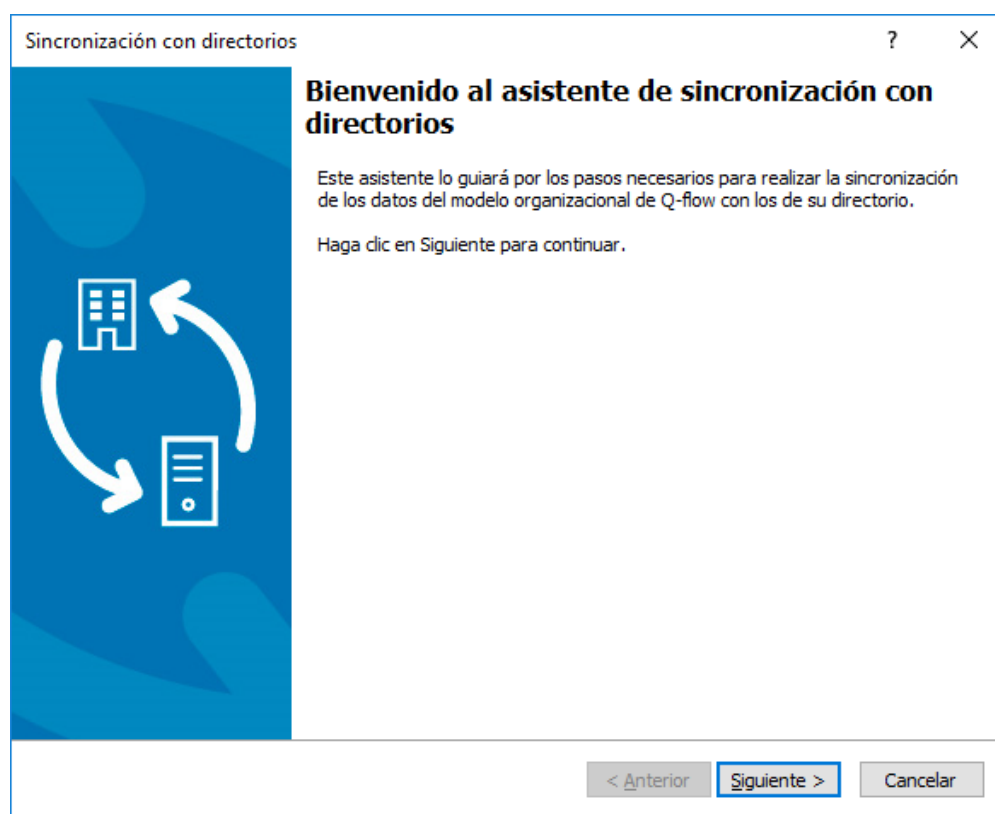 Sincronización con directorios
?
Bienvenido al asistente de sincronización con
directorios
Este asistente lo guiará por los pasos necesarios para realizar la sincronización
de los datos del modelo organizacional de Q-flow con los de su directorio.
Haga clic en Siguiente para continuar.
< Anterior
Siguiente >
Cancelar